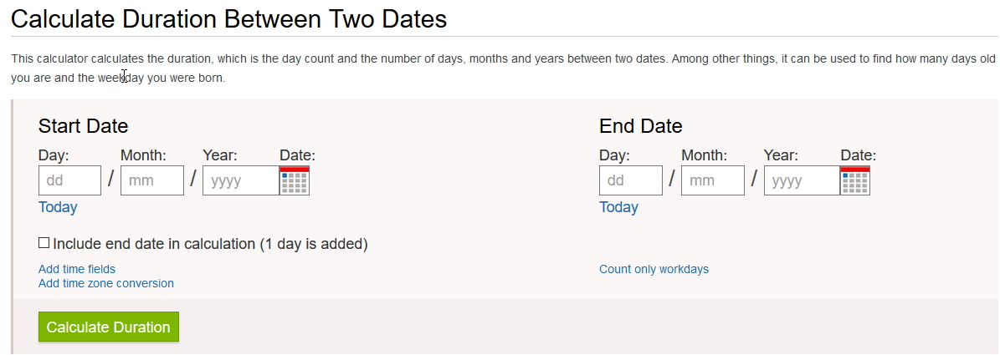 Calculate Duration Between Two Dates
This calculator calculates the duration, which is the day count and the number of days, months and years between two dates. Among other things, it can be used to find how many days old
you are and the weekday you were born.
Start Date
Day: Month: Year: Date:
dd / mm / yyyy
Today
Include end date in calculation (1 day is added)
Add time fields
Add time zone conversion
End Date
Day: Month: Year: Date:
dd / mm / yyyy
Today
Count only workdays
Calculate Duration